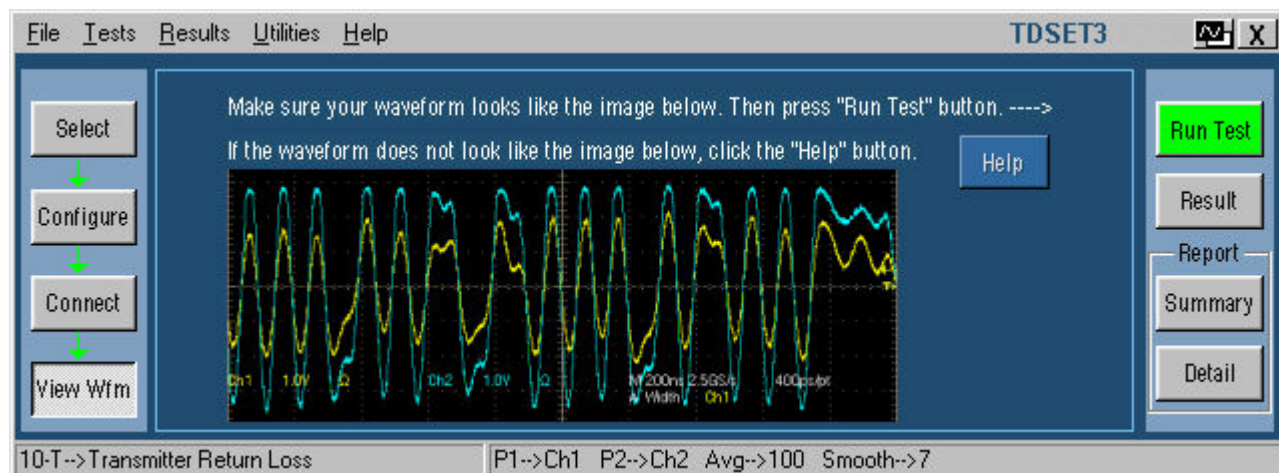 File Tests Results Utilities Help TDSET3 X
Make sure your waveform looks like the image below. Then press "Run Test" button. ---->
If the waveform does not look like the image below, click the "Help" button.
Help
Select
Configure
Connect
View Wfm
Ch1 1.0V Ω Ch2 1.0V Ω M 200ns 2.5GS/s 400ps/pt
A Width Ch1
Run Test
Result
Report
Summary
Detail
10-T-->Transmitter Return Loss P1-->Ch1 P2-->Ch2 Avg-->100 Smooth-->7